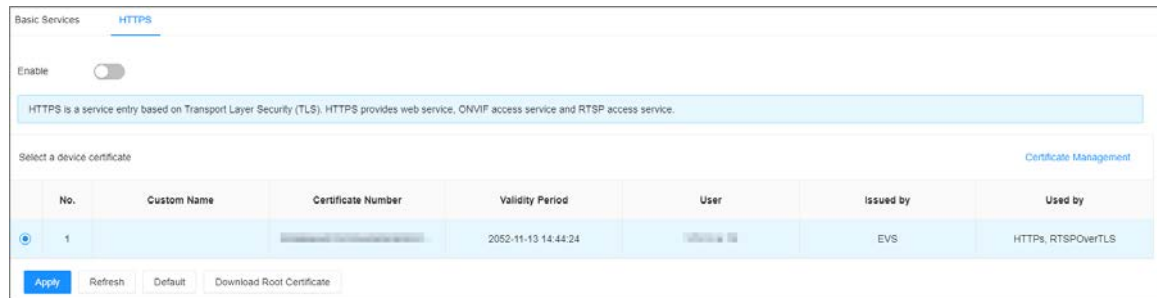 Basic Services HTTPS
Enable
HTTPS is a service entry based on Transport Layer Security (TLS). HTTPS provides web service, ONVIF access service and RTSP access service.
Select a device certificate Certificate Management
No. Custom Name Certificate Number Validity Period User Issued by Used by
1 2052-11-13 14:44:24 EVS HTTPs, RTSPOverTLS
Apply Refresh Default Download Root Certificate